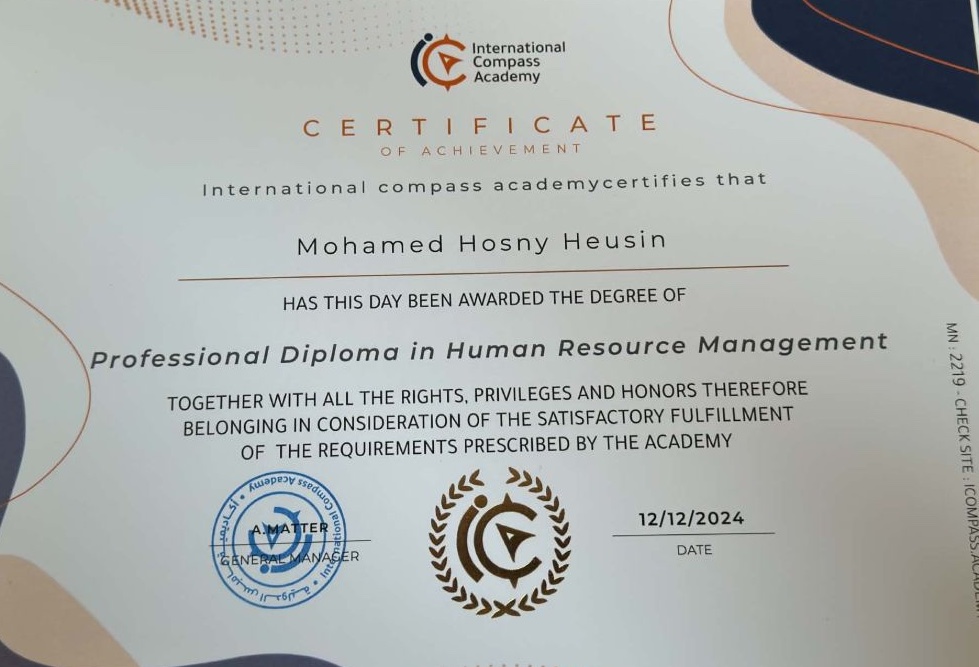 International
Compass
Academy
CERTIFICATE
OF ACHIEVEMENT
International compass academycertifies that
Mohamed Hosny Heusin
HAS THIS DAY BEEN AWARDED THE DEGREE OF
Professional Diploma in Human Resource Management
TOGETHER WITH ALL THE RIGHTS, PRIVILEGES AND HONORS THEREFORE
BELONGING IN CONSIDERATION OF THE SATISFACTORY FULFILLMENT
OF THE REQUIREMENTS PRESCRIBED BY THE ACADEMY
International Compass Academy
A.MATTER
GENERAL MANAGER
12/12/2024
DATE
MN : 2219 - CHECK SITE :